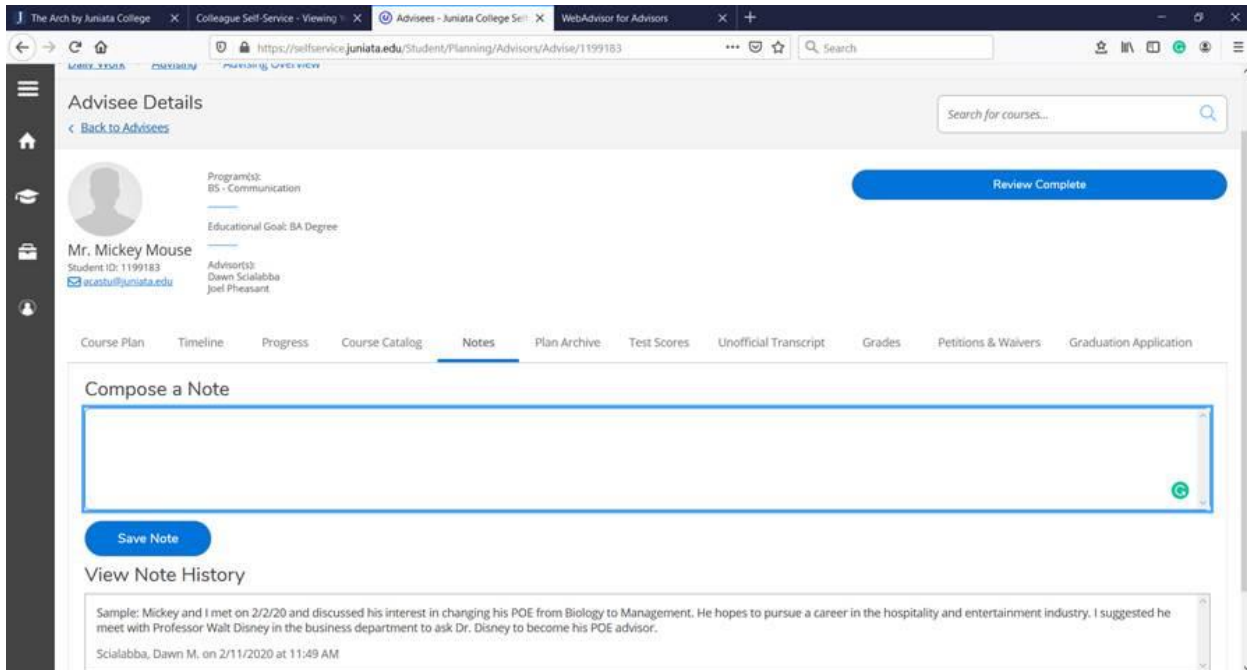 The Arch by Juniata College
Colleague Self-Service - Viewing
Advisees - Juniata College Sel
WebAdvisor for Advisors
https://selfservice.juniata.edu/Student/Planning/Advisors/Advise/1199183
Search
Daily Work Advising Advising Overview
Advisee Details
Search for courses...
< Back to Advisees
Program(s):
BS - Communication
Review Complete
Educational Goal: BA Degree
Mr. Mickey Mouse
Student ID: 1199183
acastu@juniata.edu
Advisor(s):
Dawn Scialabba
Joel Pheasant
Course Plan Timeline Progress Course Catalog Notes Plan Archive Test Scores Unofficial Transcript Grades Petitions & Waivers Graduation Application
Compose a Note
Save Note
View Note History
Sample: Mickey and I met on 2/2/20 and discussed his interest in changing his POE from Biology to Management. He hopes to pursue a career in the hospitality and entertainment industry. I suggested he
meet with Professor Walt Disney in the business department to ask Dr. Disney to become his POE advisor.
Scialabba, Dawn M. on 2/11/2020 at 11:49 AM